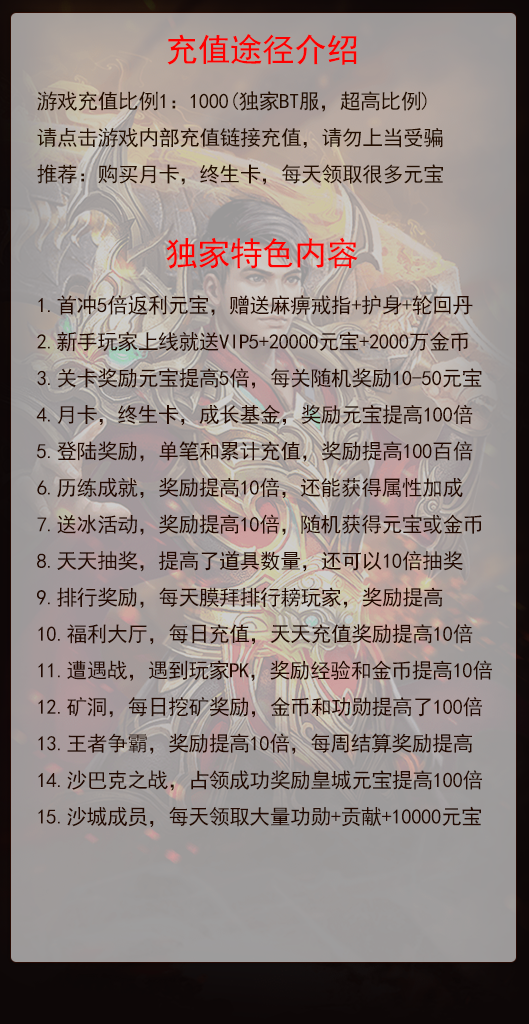 充值途径介绍
游戏充值比例1：1000(独家BT服，超高比例)
请点击游戏内部充值链接充值，请勿上当受骗
推荐：购买月卡，终生卡，每天领取很多元宝
独家特色内容
1.首冲5倍返利元宝，赠送麻痹戒指+护身+轮回丹
2.新手玩家上线就送VIP5+20000元宝+2000万金币
3.关卡奖励元宝提高5倍，每关随机奖励10-50元宝
4.月卡，终生卡，成长基金，奖励元宝提高100倍
5.登陆奖励，单笔和累计充值，奖励提高100百倍
6.历练成就，奖励提高10倍，还能获得属性加成
7.送冰活动，奖励提高10倍，随机获得元宝或金币
8.天天抽奖，提高了道具数量，还可以10倍抽奖
9.排行奖励，每天膜拜排行耪玩家，奖励提高
10.福利大厅，每日充值，天天充值奖励提高10倍
11.遭遇战，遇到玩家PK，奖励经验和金币提高10倍
12.矿洞，每日挖矿奖励，金币和功勋提高了100倍
13.王者争霸，奖励提高10倍，每周结算奖励提高
14.沙巴克之战，占领成功奖励皇城元宝提高100倍
15.沙城成员，每天领取大量功勋+贡献+10000元宝